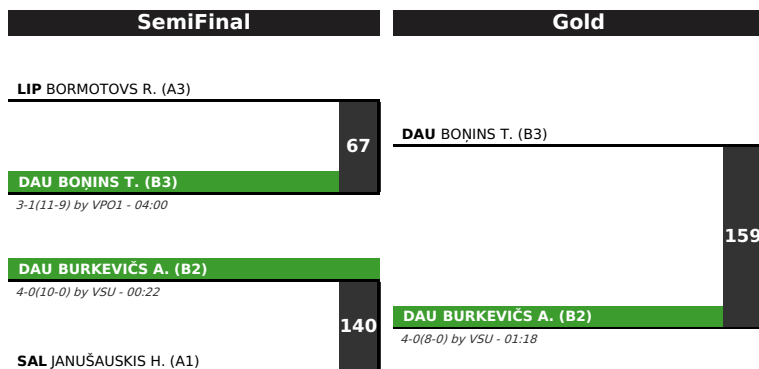 SemiFinal
LIP BORMOTOVS R. (A3)
67
DAU BOŅINS T. (B3)
3-1(11-9) by VPO1 - 04:00
DAU BURKEVIČS A. (B2)
4-0(10-0) by VSU - 00:22
140
SAL JANUŠAUSKIS H. (A1)
Gold
DAU BOŅINS T. (B3)
159
DAU BURKEVIČS A. (B2)
4-0(8-0) by VSU - 01:18